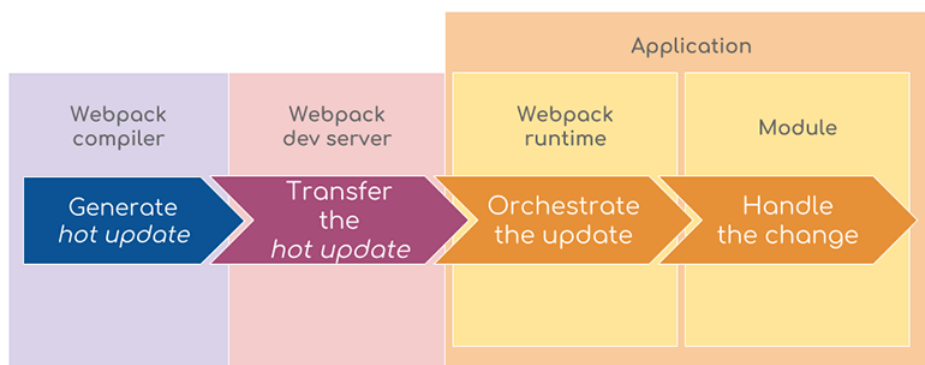 Application
Webpack
compiler
Webpack
dev server
Webpack
runtime
Module
Generate
hot update
Transfer
the
hot update
Orchestrate
the update
Handle
the change